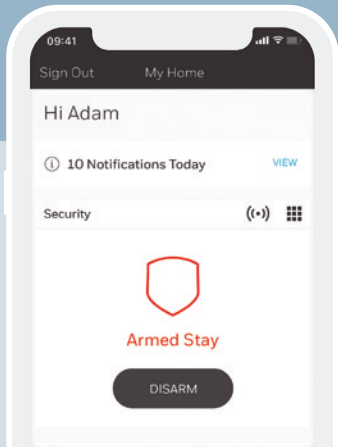 09:41
Sign Out My Home
Hi Adam
10 Notifications Today VIEW
Security
Armed Stay
DISARM